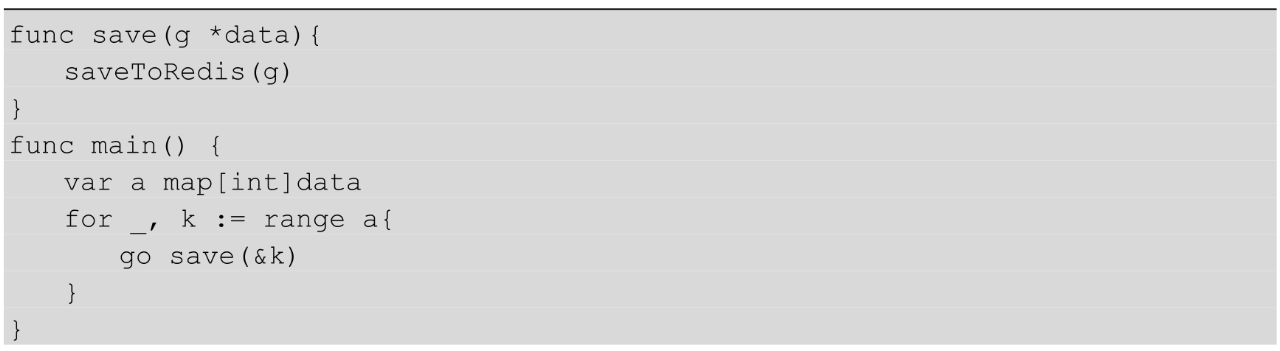 func save(g *data){
    saveToRedis(g)
}
func main() {
    var a map[int]data
    for _, k := range a{
        go save(&k)
    }
}